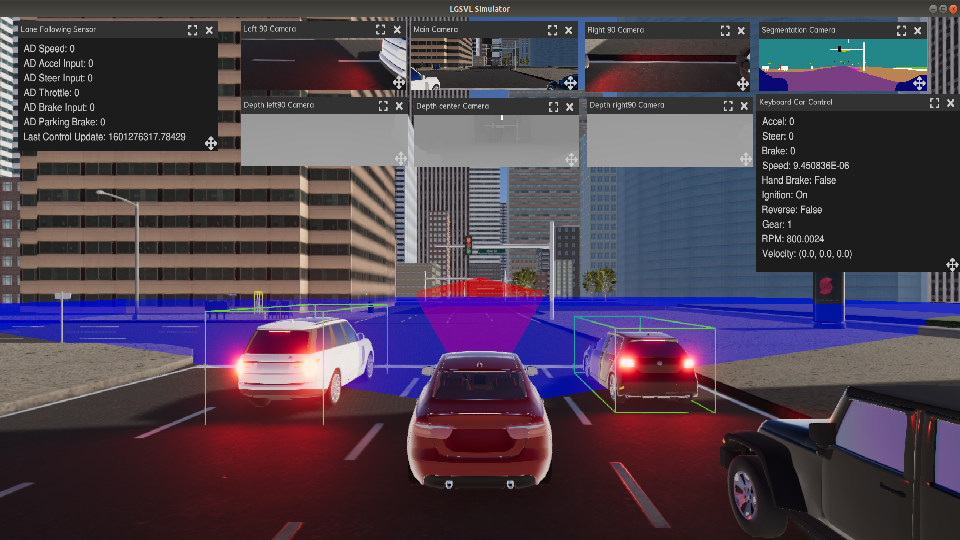 LGSVL Simulator
Lane Following Sensor
AD Speed: 0
AD Accel Input: 0
AD Steer Input: 0
AD Throttle: 0
AD Brake Input: 0
AD Parking Brake: 0
Last Control Update: 1601276317.78429
Left 90 Camera
Main Camera
Right 90 Camera
Segmentation Camera
Depth left90 Camera
Depth center Camera
Depth right90 Camera
Keyboard Car Control
Accel: 0
Steer: 0
Brake: 0
Speed: 9.450836E-06
Hand Brake: False
Ignition: On
Reverse: False
Gear: 1
RPM: 800.0024
Velocity: (0.0, 0.0, 0.0)